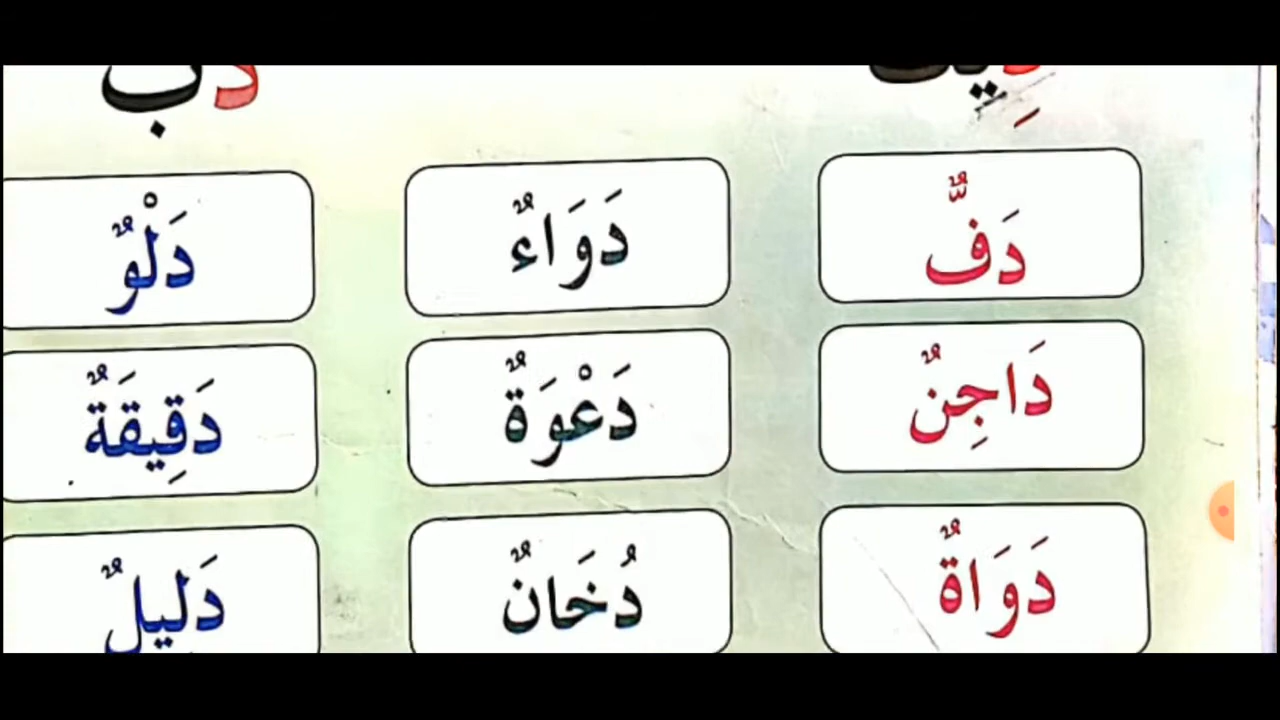 دَفٌّ دَوَاءٌ دَلْوٌ
دَاجِنٌ دَعْوَةٌ دَقِيقَةٌ
دَوَاةٌ دُخَانٌ دَلِيلٌ